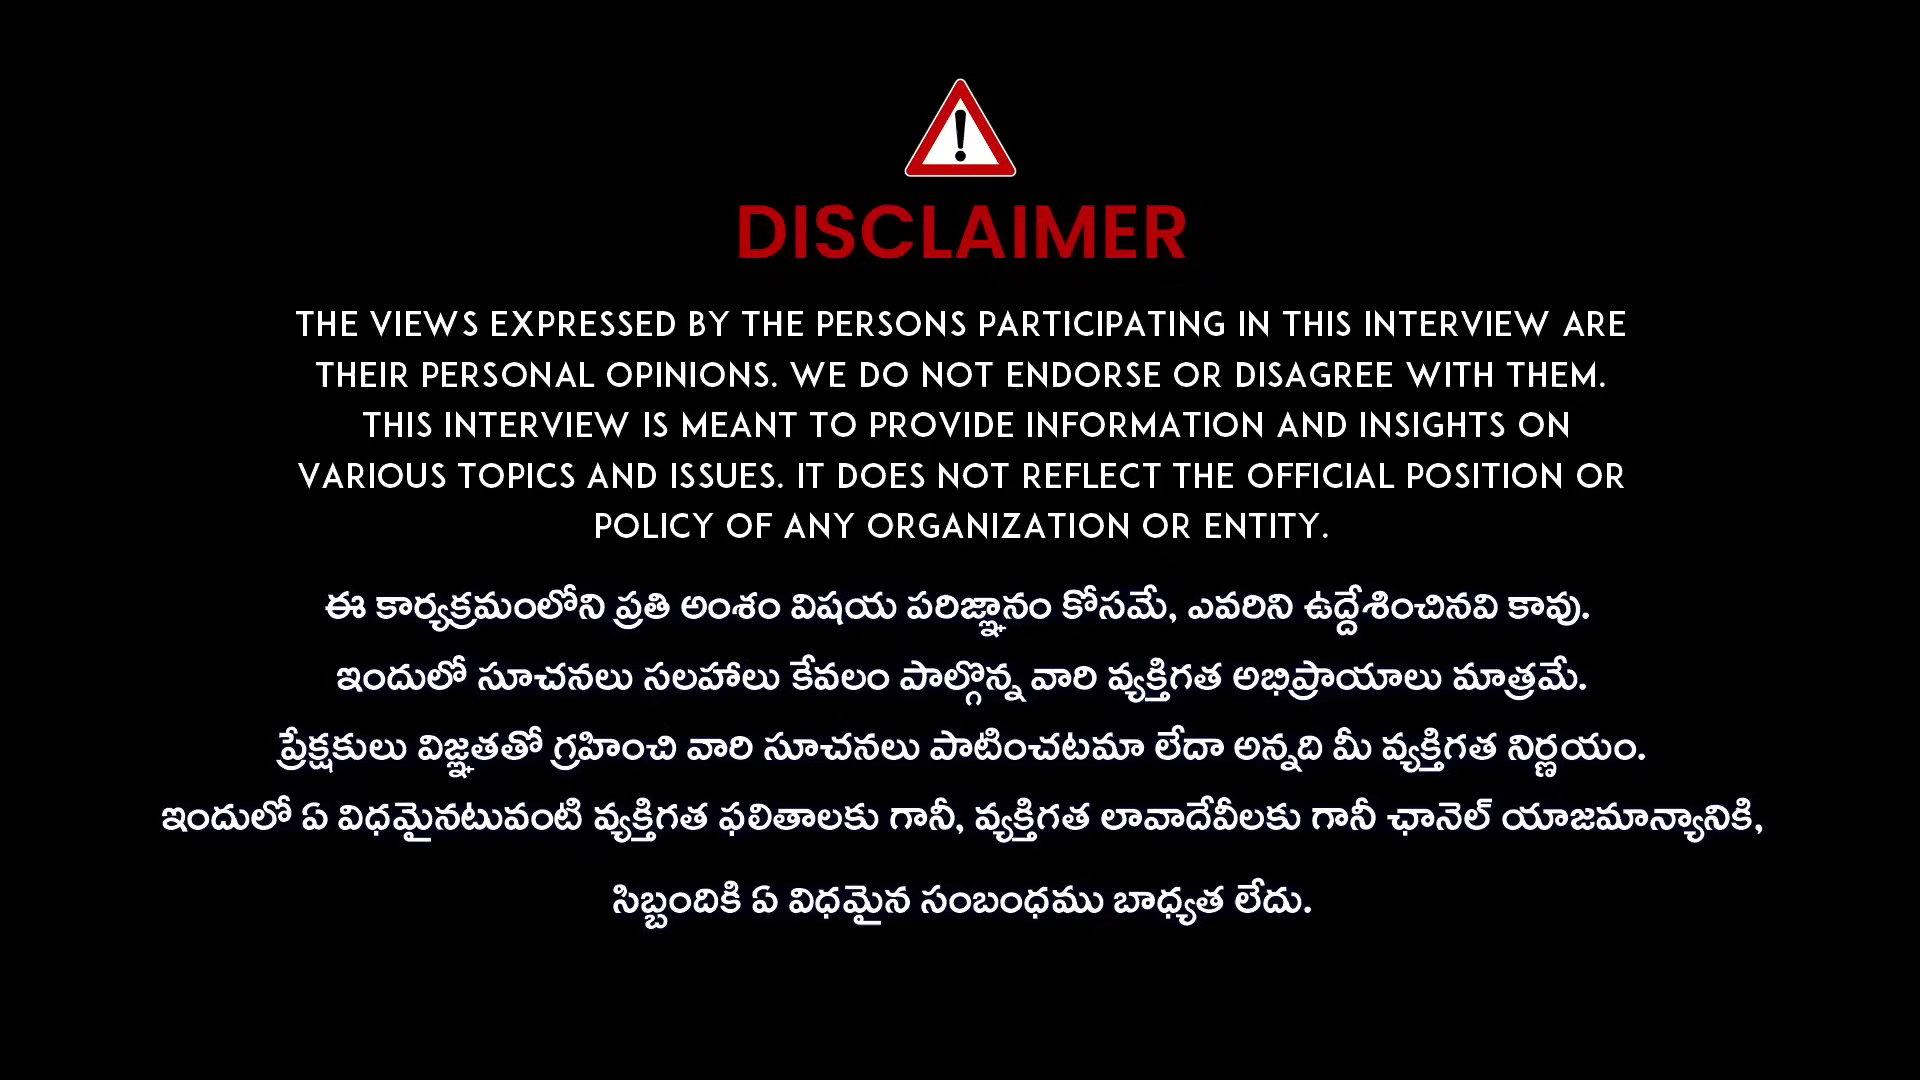 DISCLAIMER
THE VIEWS EXPRESSED BY THE PERSONS PARTICIPATING IN THIS INTERVIEW ARE
THEIR PERSONAL OPINIONS. WE DO NOT ENDORSE OR DISAGREE WITH THEM.
THIS INTERVIEW IS MEANT TO PROVIDE INFORMATION AND INSIGHTS ON
VARIOUS TOPICS AND ISSUES. IT DOES NOT REFLECT THE OFFICIAL POSITION OR
POLICY OF ANY ORGANIZATION OR ENTITY.
ఈ కార్యక్రమంలోని ప్రతి అంశం విషయ పరిజ్ఞానం కోసమే, ఎవరిని ఉద్దేశించినవి కావు.
ఇందులో సూచనలు సలహాలు కేవలం పాల్గొన్న వారి వ్యక్తిగత అభిప్రాయాలు మాత్రమే.
ప్రేక్షకులు విజ్ఞతతో గ్రహించి వారి సూచనలు పాటించటమా లేదా అన్నది మీ వ్యక్తిగత నిర్ణయం.
ఇందులో ఏ విధమైనటువంటి వ్యక్తిగత ఫలితాలకు గానీ, వ్యక్తిగత లావాదేవీలకు గానీ ఛానెల్ యాజమాన్యానికి,
సిబ్బందికి ఏ విధమైన సంబంధము బాధ్యత లేదు.